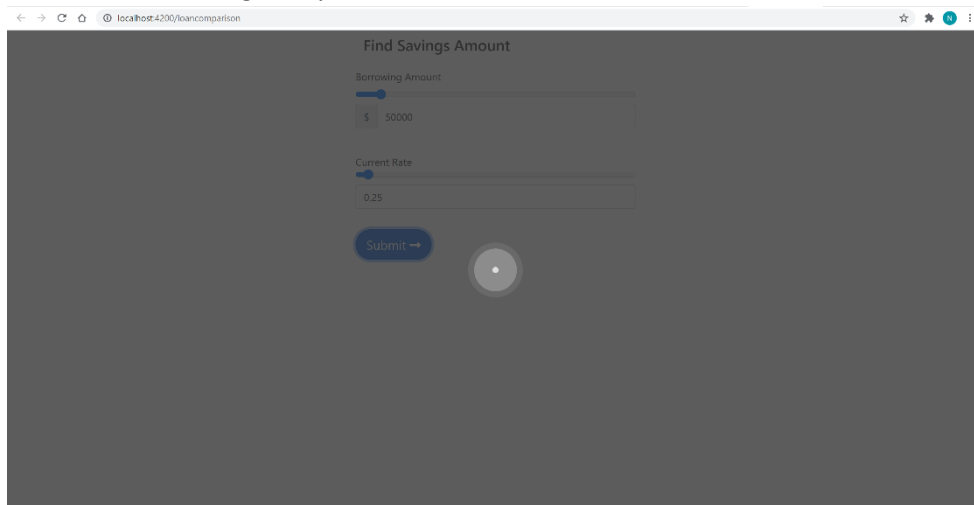 localhost:4200/loancomparison
N
Find Savings Amount
Borrowing Amount
$ 50000
Current Rate
0.25
Submit →